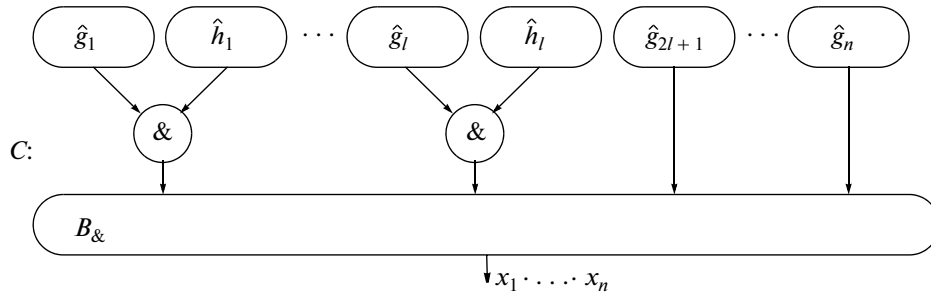 ĝ₁ ĥ₁ ··· ĝₗ ĥₗ ĝ₂ₗ₊₁ ··· ĝₙ
& &
C:
B&
x₁ · . . . · xₙ